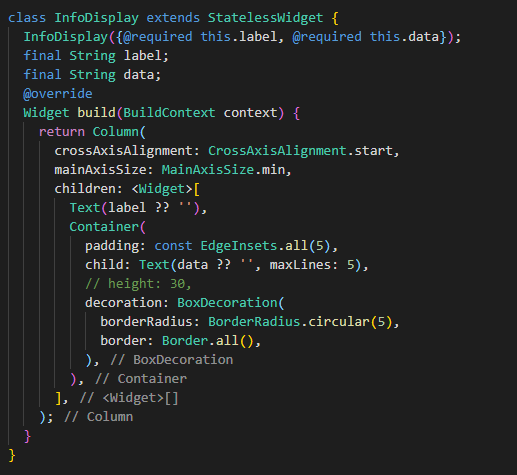 class InfoDisplay extends StatelessWidget {
  InfoDisplay({@required this.label, @required this.data});
  final String label;
  final String data;
  @override
  Widget build(BuildContext context) {
    return Column(
      crossAxisAlignment: CrossAxisAlignment.start,
      mainAxisSize: MainAxisSize.min,
      children: <Widget>[
        Text(label ?? ''),
        Container(
          padding: const EdgeInsets.all(5),
          child: Text(data ?? '', maxLines: 5),
          // height: 30,
          decoration: BoxDecoration(
            borderRadius: BorderRadius.circular(5),
            border: Border.all(),
          ), // BoxDecoration
        ), // Container
      ], // <Widget>[]
    ); // Column
  }
}